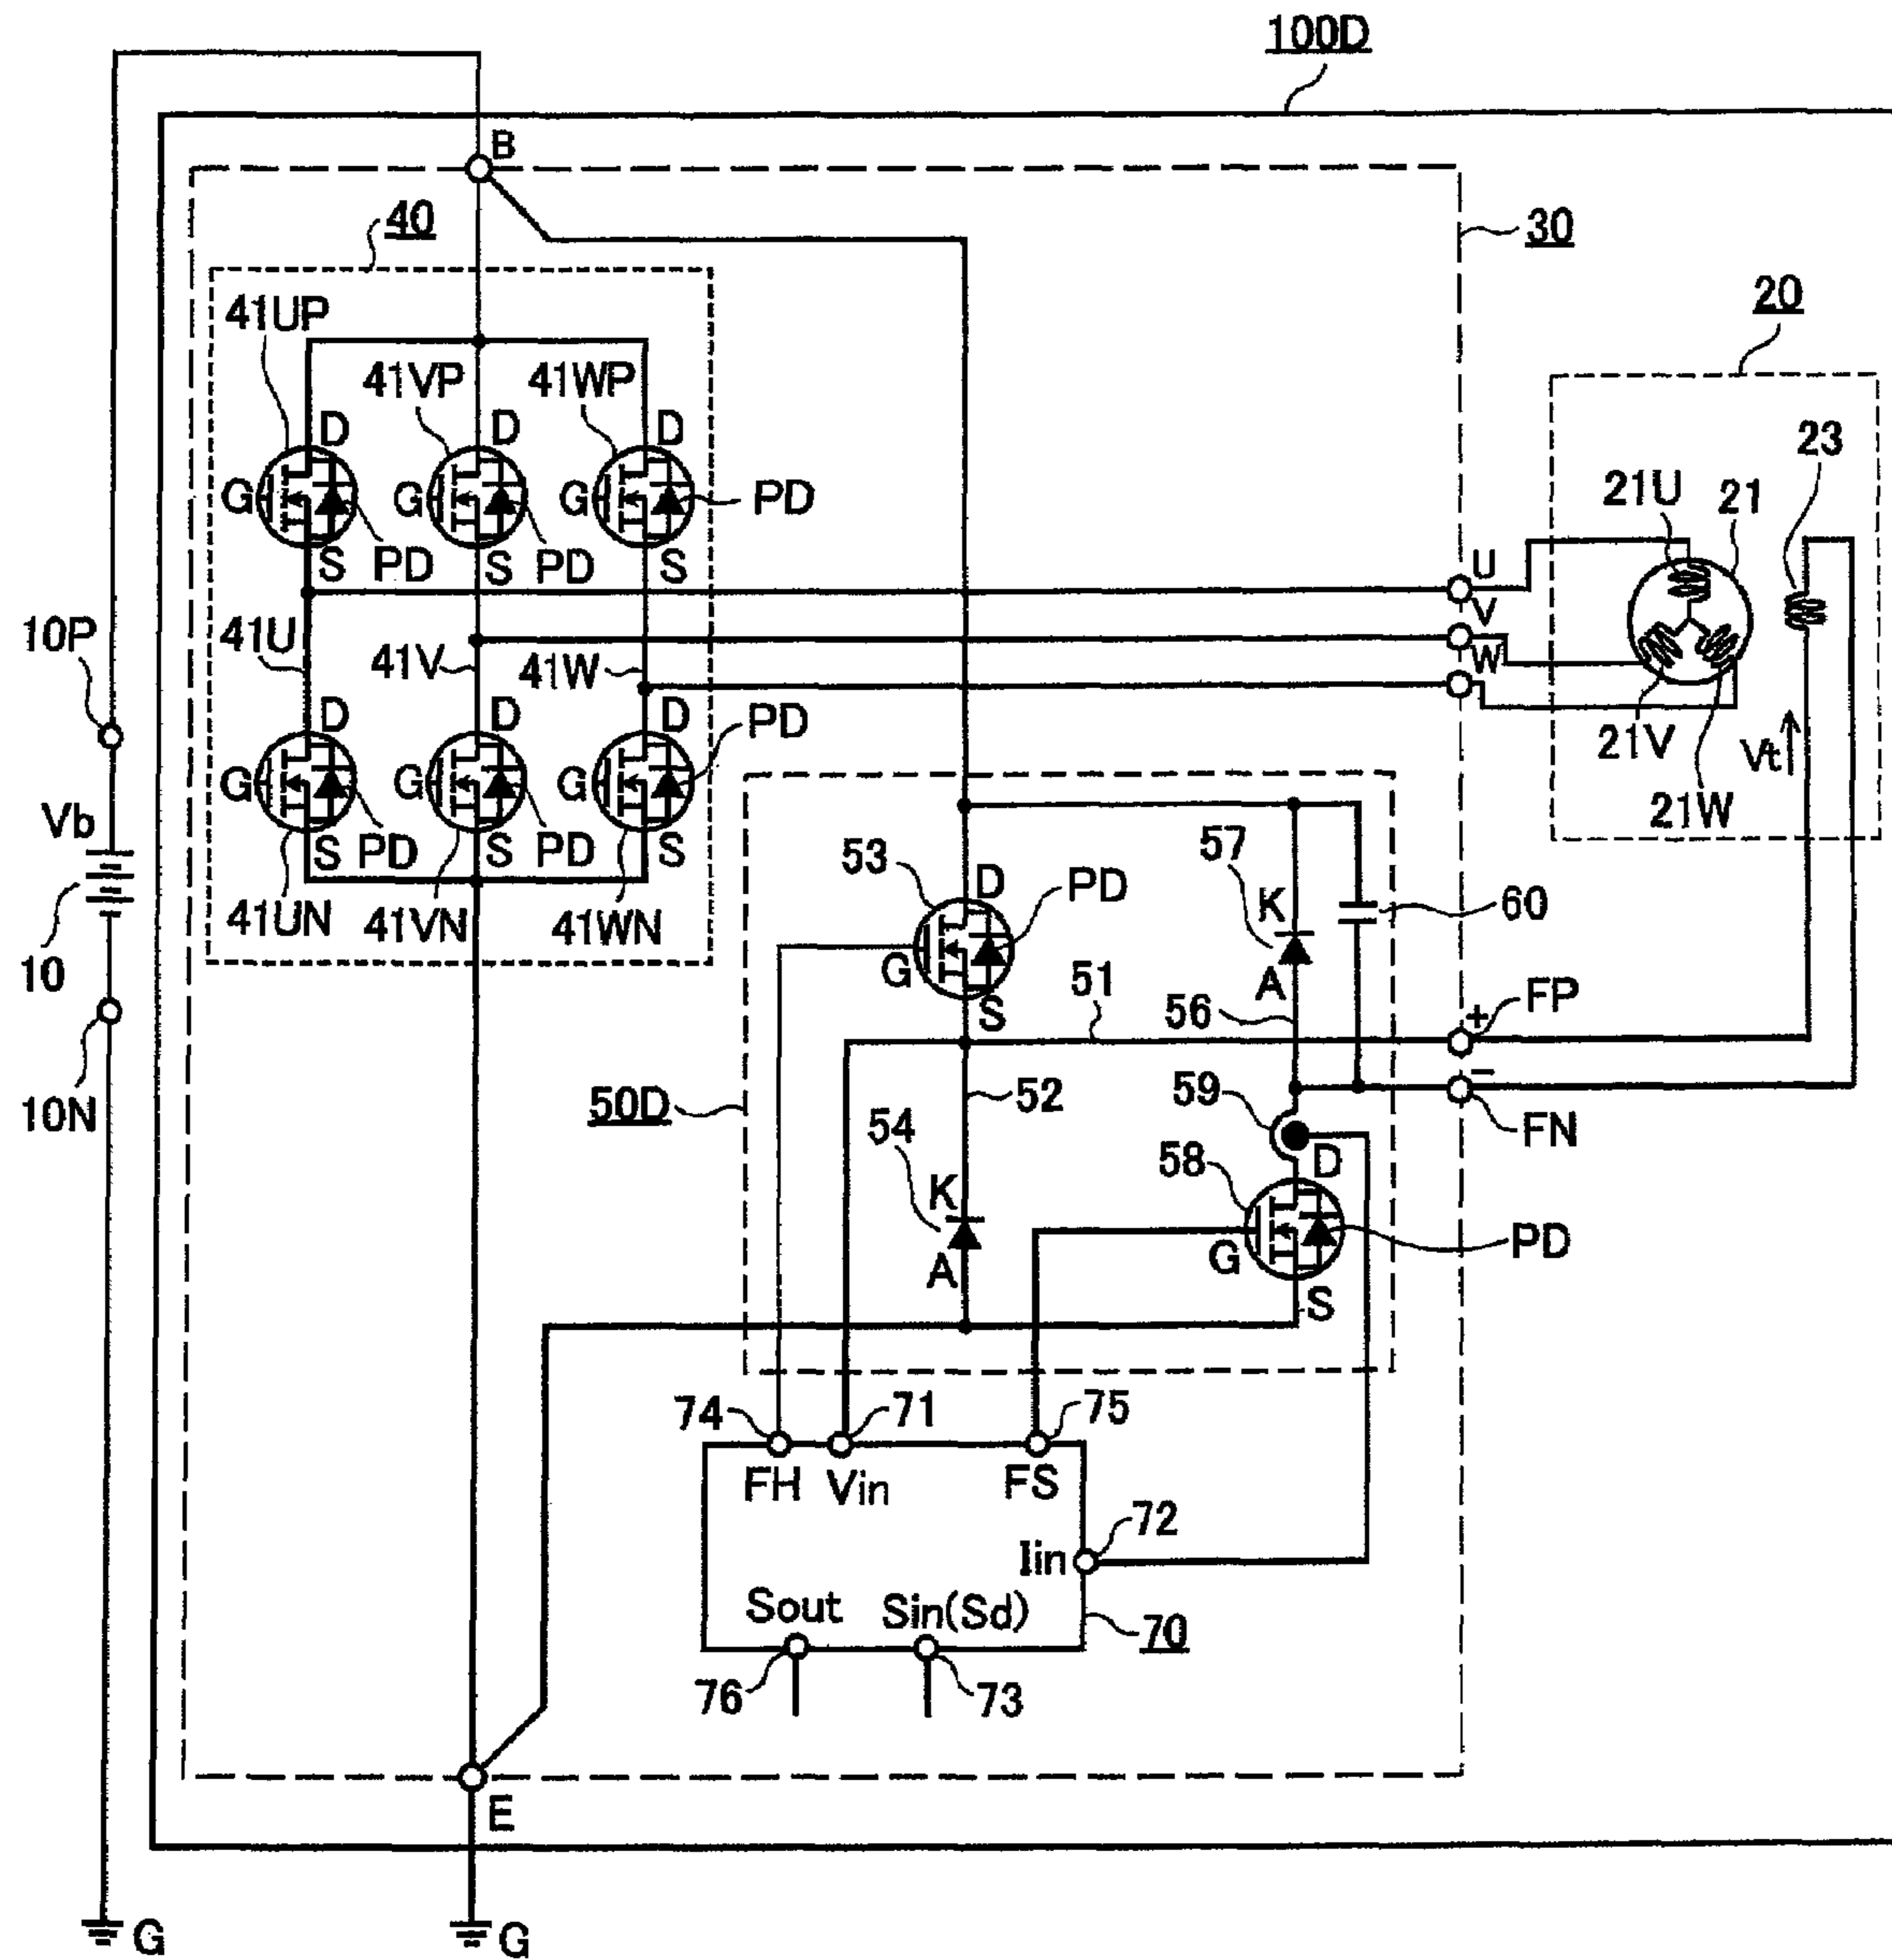 100D
B
40
30
20
41UP
41VP
41WP
D
D
D
23
21U
21
G
G
G
PD
S
PD
S
PD
S
U
V
W
10P
41U
41V
41W
D
D
D
PD
G
G
G
21V
Vt
21W
Vb
S
PD
S
PD
S
53
D
PD
57
K
60
10
41UN
41VN
41WN
G
A
S
51
56
+
FP
10N
50D
52
59
−
FN
54
58
D
K
G
PD
A
S
74
71
75
FH
Vin
FS
72
Iin
Sout
Sin(Sd)
70
76
73
E
G
G